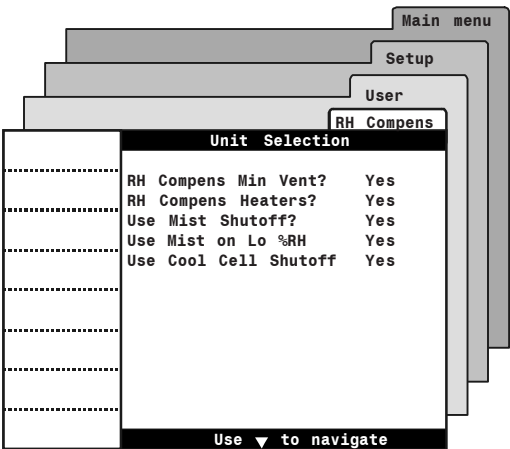 Main menu
Setup
User
RH Compens
Unit Selection
RH Compens Min Vent? Yes
RH Compens Heaters? Yes
Use Mist Shutoff? Yes
Use Mist on Lo %RH Yes
Use Cool Cell Shutoff Yes
Use ▼ to navigate